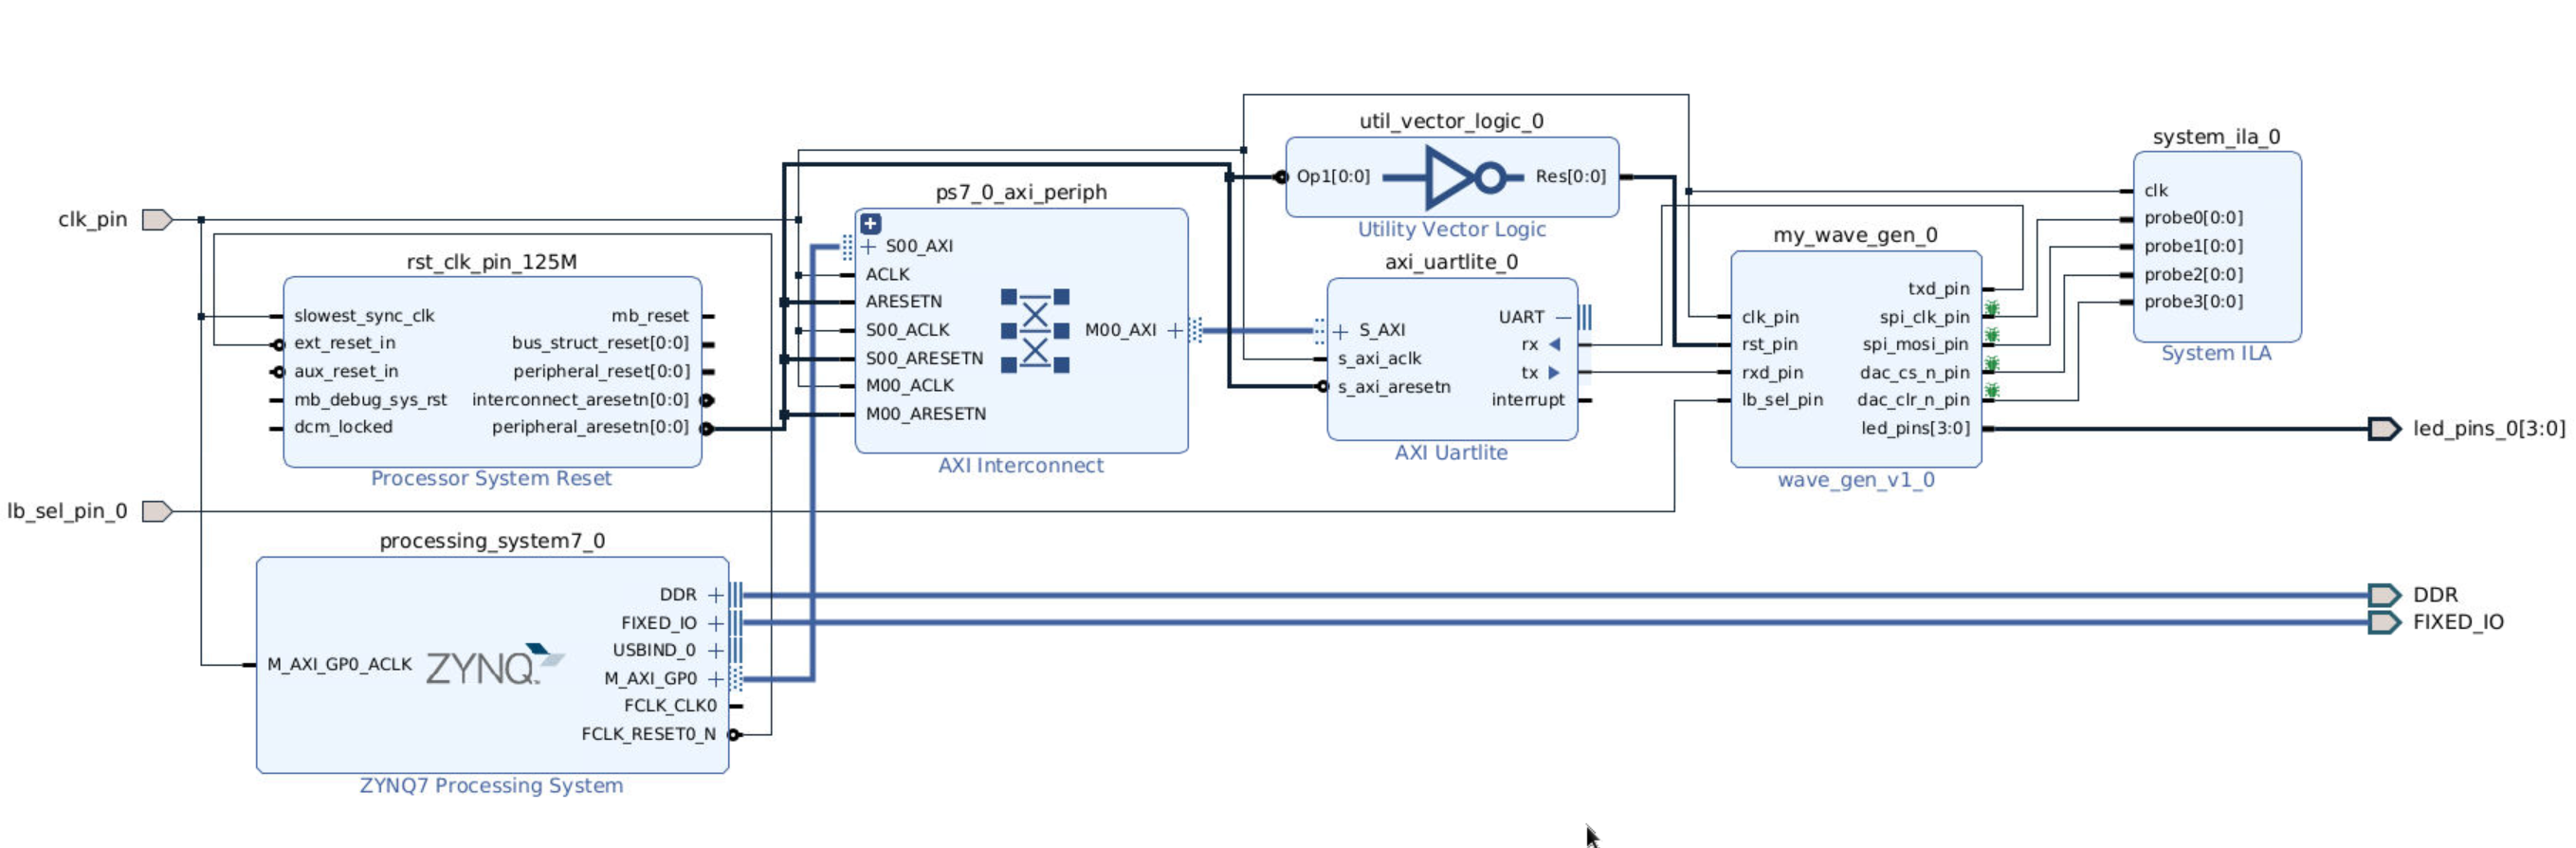 clk_pin
lb_sel_pin_0
rst_clk_pin_125M
slowest_sync_clk
ext_reset_in
aux_reset_in
mb_debug_sys_rst
dcm_locked
mb_reset
bus_struct_reset[0:0]
peripheral_reset[0:0]
interconnect_aresetn[0:0]
peripheral_aresetn[0:0]
Processor System Reset
processing_system7_0
M_AXI_GP0_ACLK
ZYNQ
DDR
FIXED_IO
USBIND_0
M_AXI_GP0
FCLK_CLK0
FCLK_RESET0_N
ZYNQ7 Processing System
ps7_0_axi_periph
S00_AXI
ACLK
ARESETN
S00_ACLK
S00_ARESETN
M00_ACLK
M00_ARESETN
M00_AXI
AXI Interconnect
util_vector_logic_0
Op1[0:0]
Res[0:0]
Utility Vector Logic
axi_uartlite_0
S_AXI
s_axi_aclk
s_axi_aresetn
UART
rx
tx
interrupt
AXI Uartlite
my_wave_gen_0
clk_pin
rst_pin
rxd_pin
lb_sel_pin
txd_pin
spi_clk_pin
spi_mosi_pin
dac_cs_n_pin
dac_clr_n_pin
led_pins[3:0]
wave_gen_v1_0
system_ila_0
clk
probe0[0:0]
probe1[0:0]
probe2[0:0]
probe3[0:0]
System ILA
led_pins_0[3:0]
DDR
FIXED_IO